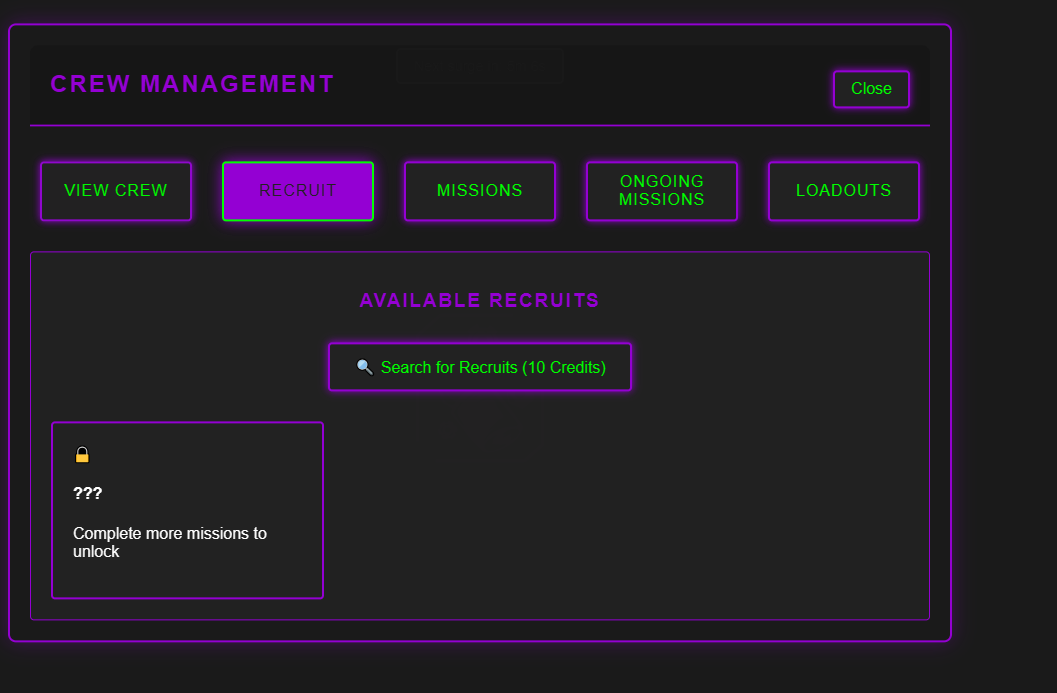 CREW MANAGEMENT
Close
VIEW CREW
RECRUIT
MISSIONS
ONGOING
MISSIONS
LOADOUTS
AVAILABLE RECRUITS
🔍 Search for Recruits (10 Credits)
🔒
???
Complete more missions to
unlock